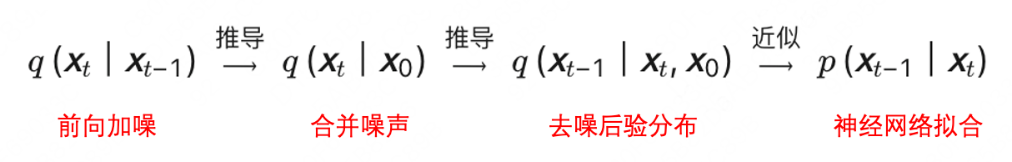 推导 推导 近似
q(x_t | x_{t-1}) → q(x_t | x_0) → q(x_{t-1} | x_t, x_0) → p(x_{t-1} | x_t)
前向加噪 合并噪声 去噪后验分布 神经网络拟合